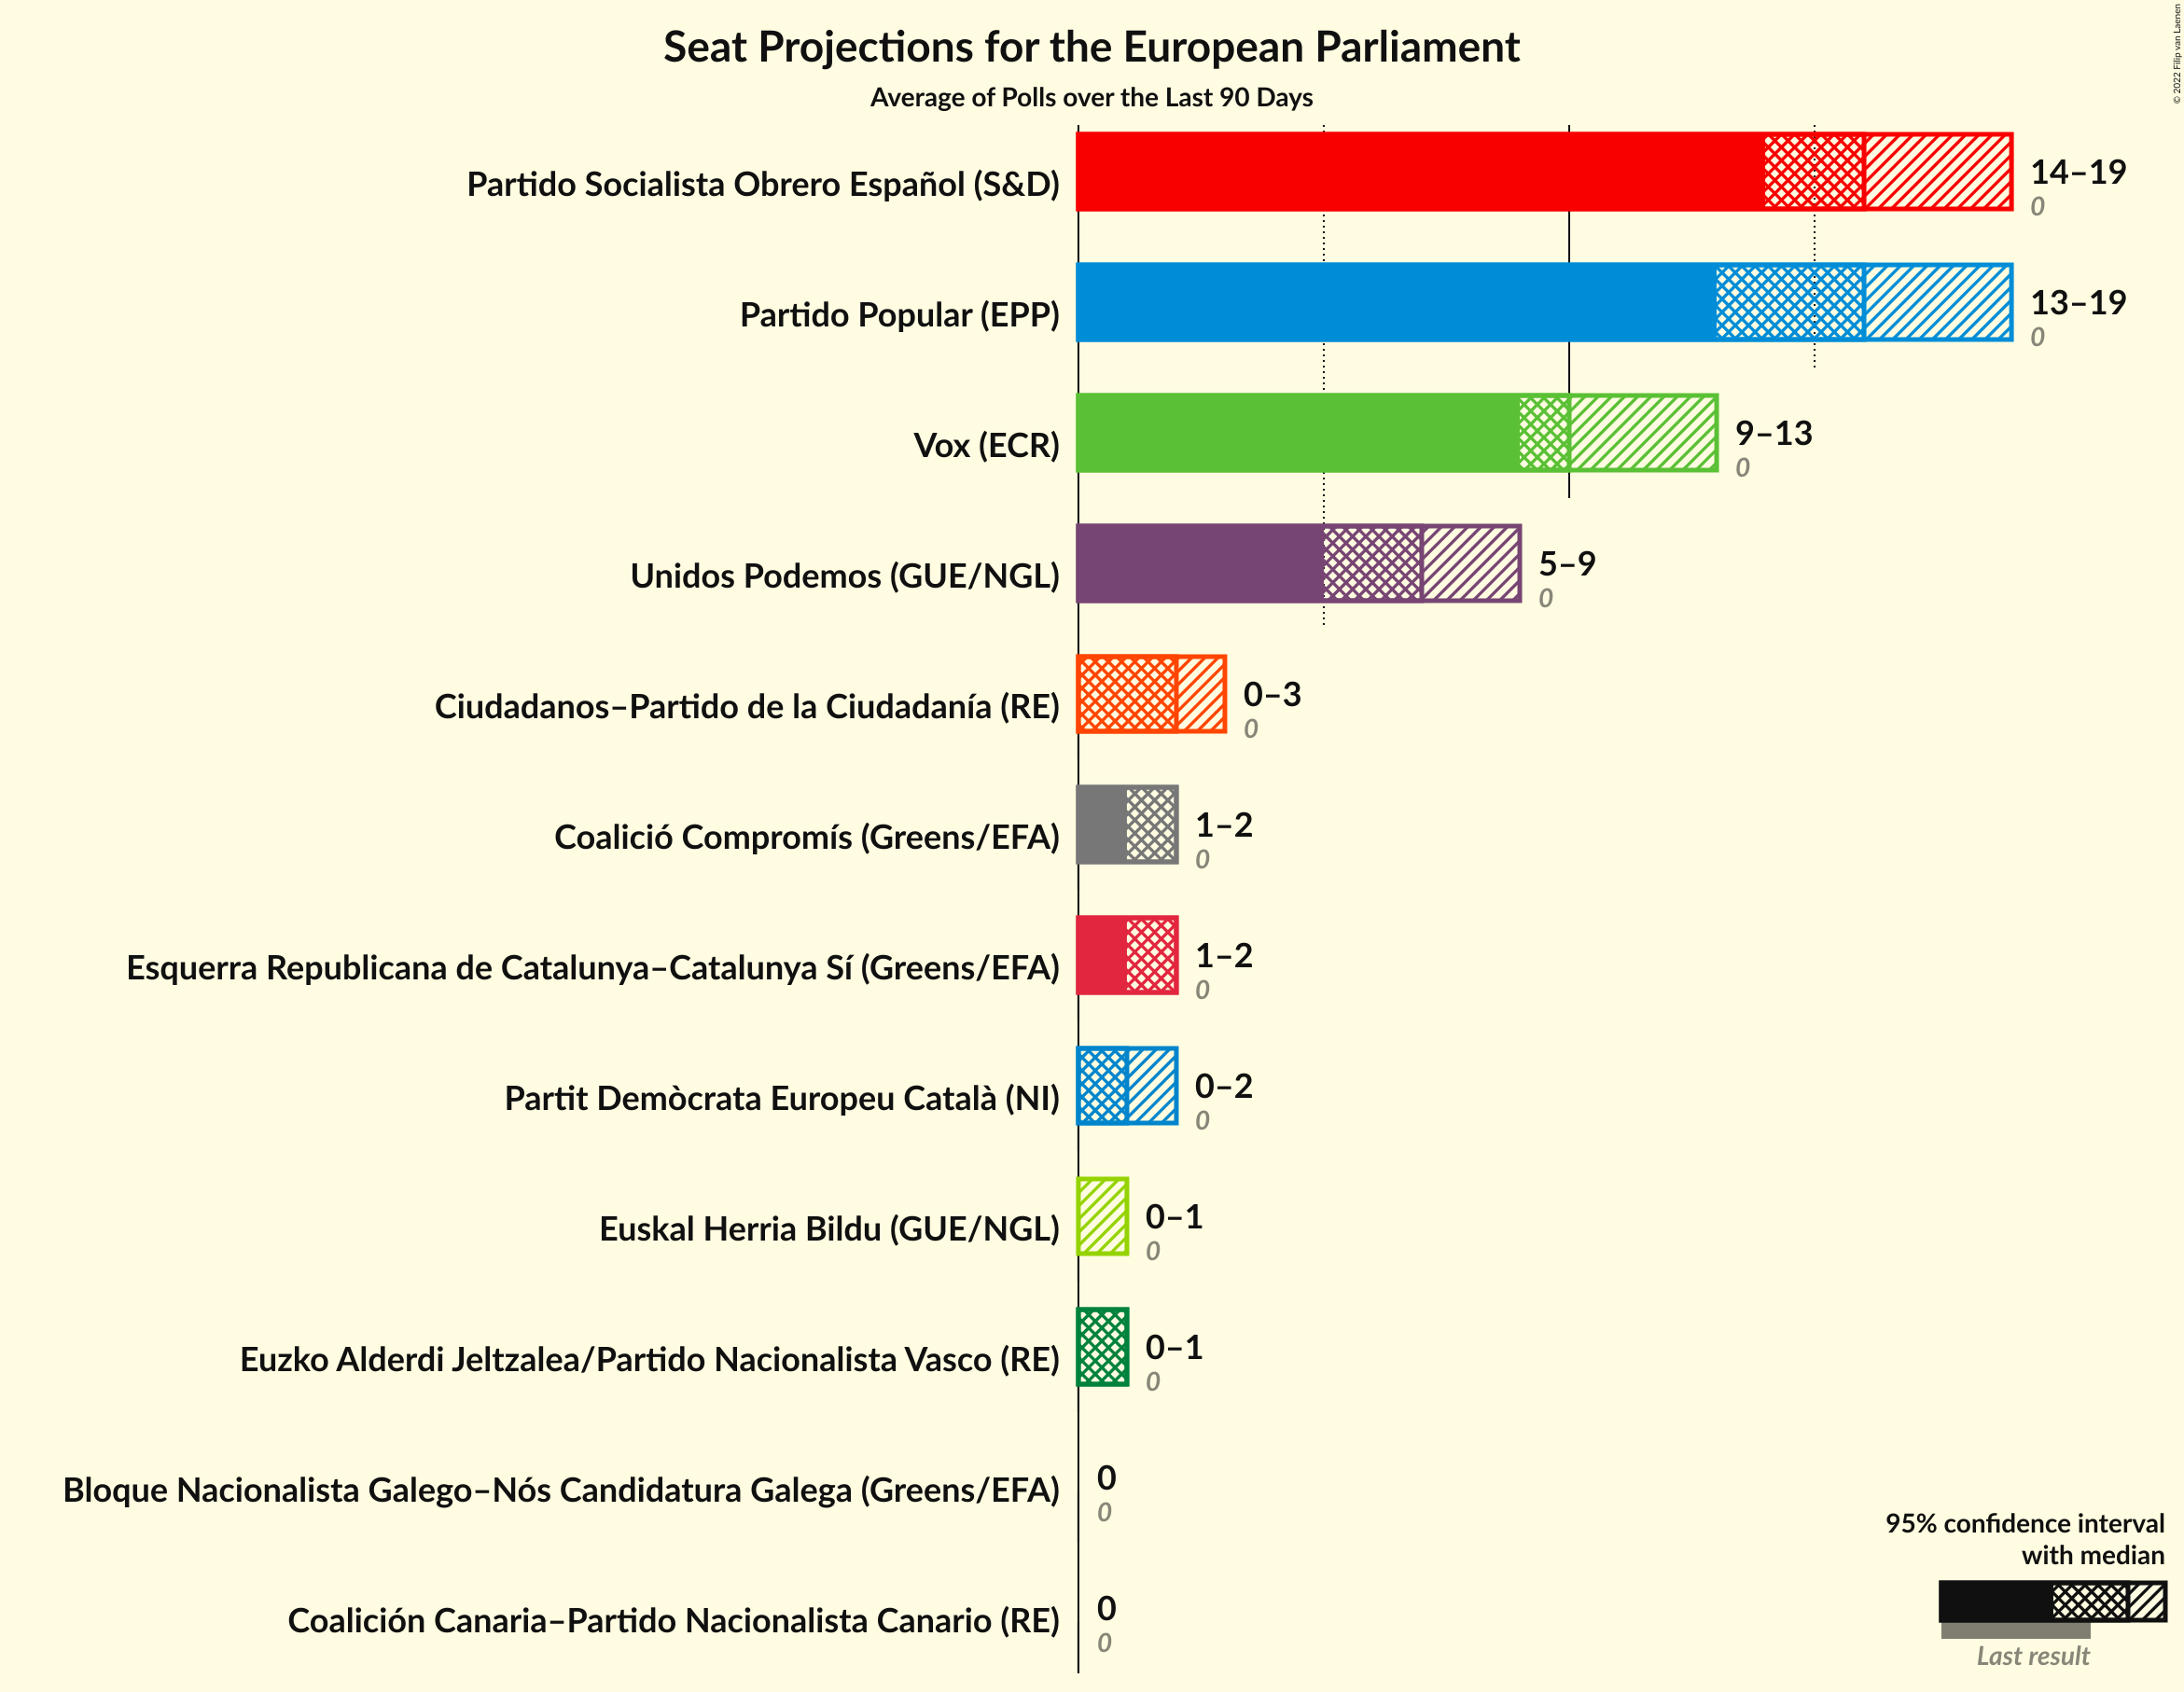 Seat Projections for the European Parliament
Average of Polls over the Last 90 Days
© 2022 Filip van Laenen
Partido Socialista Obrero Español (S&D)
14–19
0
Partido Popular (EPP)
13–19
0
Vox (ECR)
9–13
0
Unidos Podemos (GUE/NGL)
5–9
0
Ciudadanos–Partido de la Ciudadanía (RE)
0–3
0
Coalició Compromís (Greens/EFA)
1–2
0
Esquerra Republicana de Catalunya–Catalunya Sí (Greens/EFA)
1–2
0
Partit Demòcrata Europeu Català (NI)
0–2
0
Euskal Herria Bildu (GUE/NGL)
0–1
0
Euzko Alderdi Jeltzalea/Partido Nacionalista Vasco (RE)
0–1
0
Bloque Nacionalista Galego–Nós Candidatura Galega (Greens/EFA)
0
0
Coalición Canaria–Partido Nacionalista Canario (RE)
0
0
95% confidence interval
with median
Last result